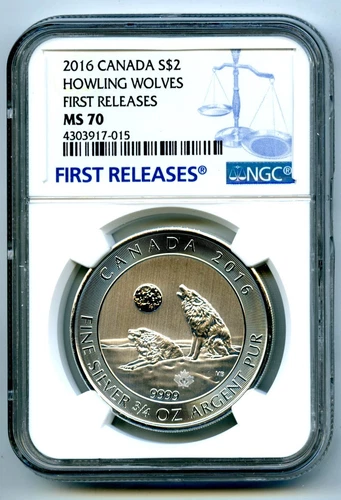 2016 CANADA S$2
HOWLING WOLVES
FIRST RELEASES
MS 70
4303917-015
FIRST RELEASES®
NGC®
CANADA 2016
9999
FINE SILVER 3/4 OZ ARGENT PUR